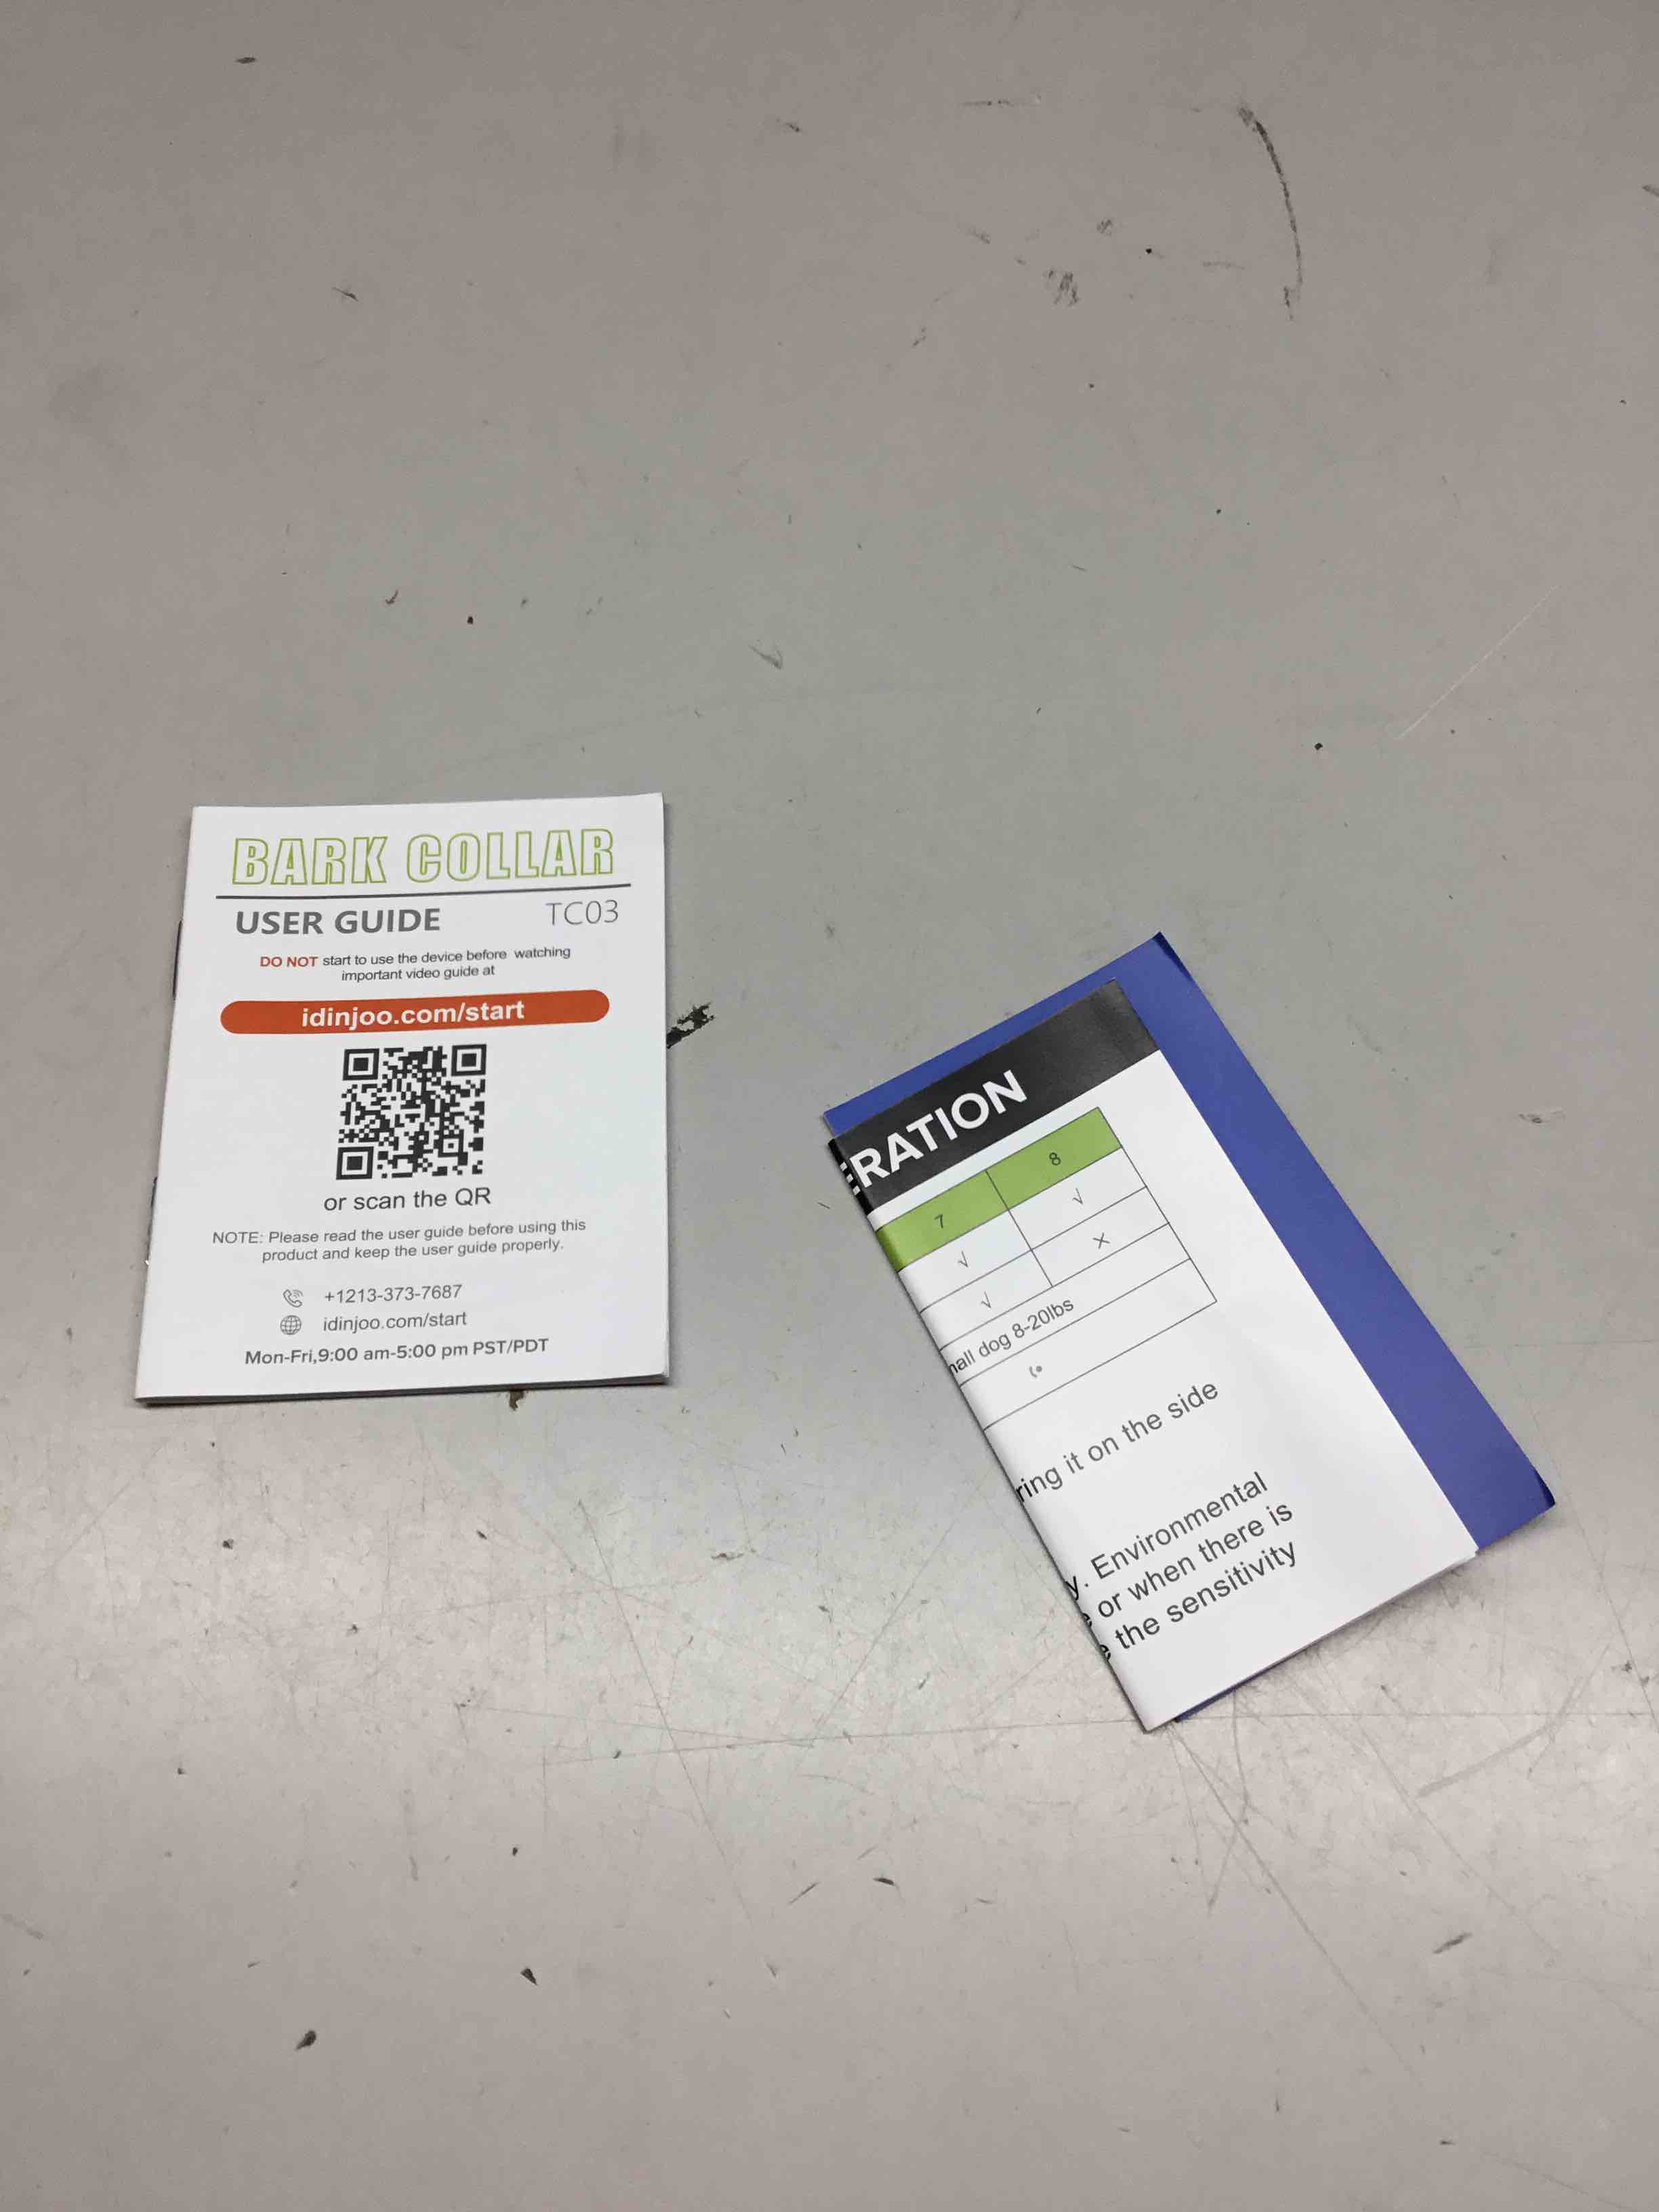 BARK COLLAR
USER GUIDE TC03
DO NOT start to use the device before watching
important video guide at
idinjoo.com/start
or scan the QR
NOTE: Please read the user guide before using this
product and keep the user guide properly.
+1213-373-7687
idinjoo.com/start
Mon-Fri,9:00 am-5:00 pm PST/PDT
RATION
7 8
√ √
√ ×
dog 8-20lbs
ring it on the side
y. Environmental
or when there is
the sensitivity